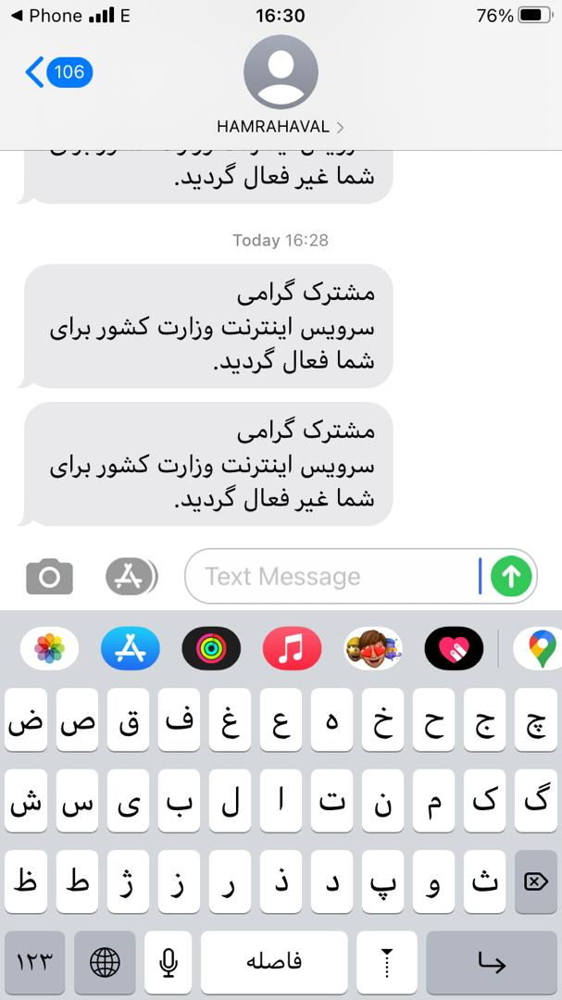 Phone E 16:30 76%
106
HAMRAHAVAL
شما غیر فعال گردید.
Today 16:28
مشترک گرامی
سرویس اینترنت وزارت کشور برای
شما فعال گردید.
مشترک گرامی
سرویس اینترنت وزارت کشور برای
شما غیر فعال گردید.
Text Message
ض ص ق ف غ ع ه خ ح ج چ
ش س ی ب ل ا ت ن م ک گ
ظ ط ژ ز ر ذ د پ و ث
۱۲۳ فاصله